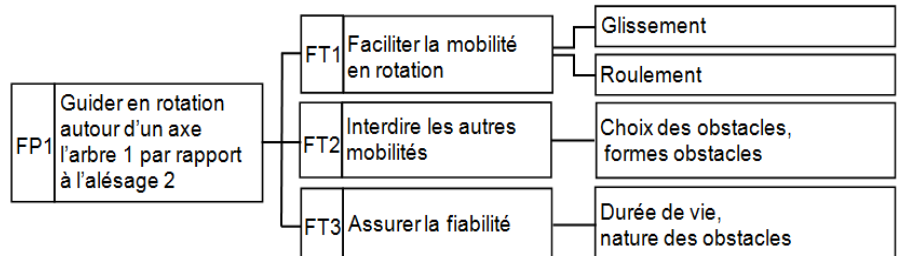 FP1
Guider en rotation
autour d'un axe
l'arbre 1 par rapport
à l'alésage 2
FT1
Faciliter la mobilité
en rotation
Glissement
Roulement
FT2
Interdire les autres
mobilités
Choix des obstacles,
formes obstacles
FT3
Assurer la fiabilité
Durée de vie,
nature des obstacles